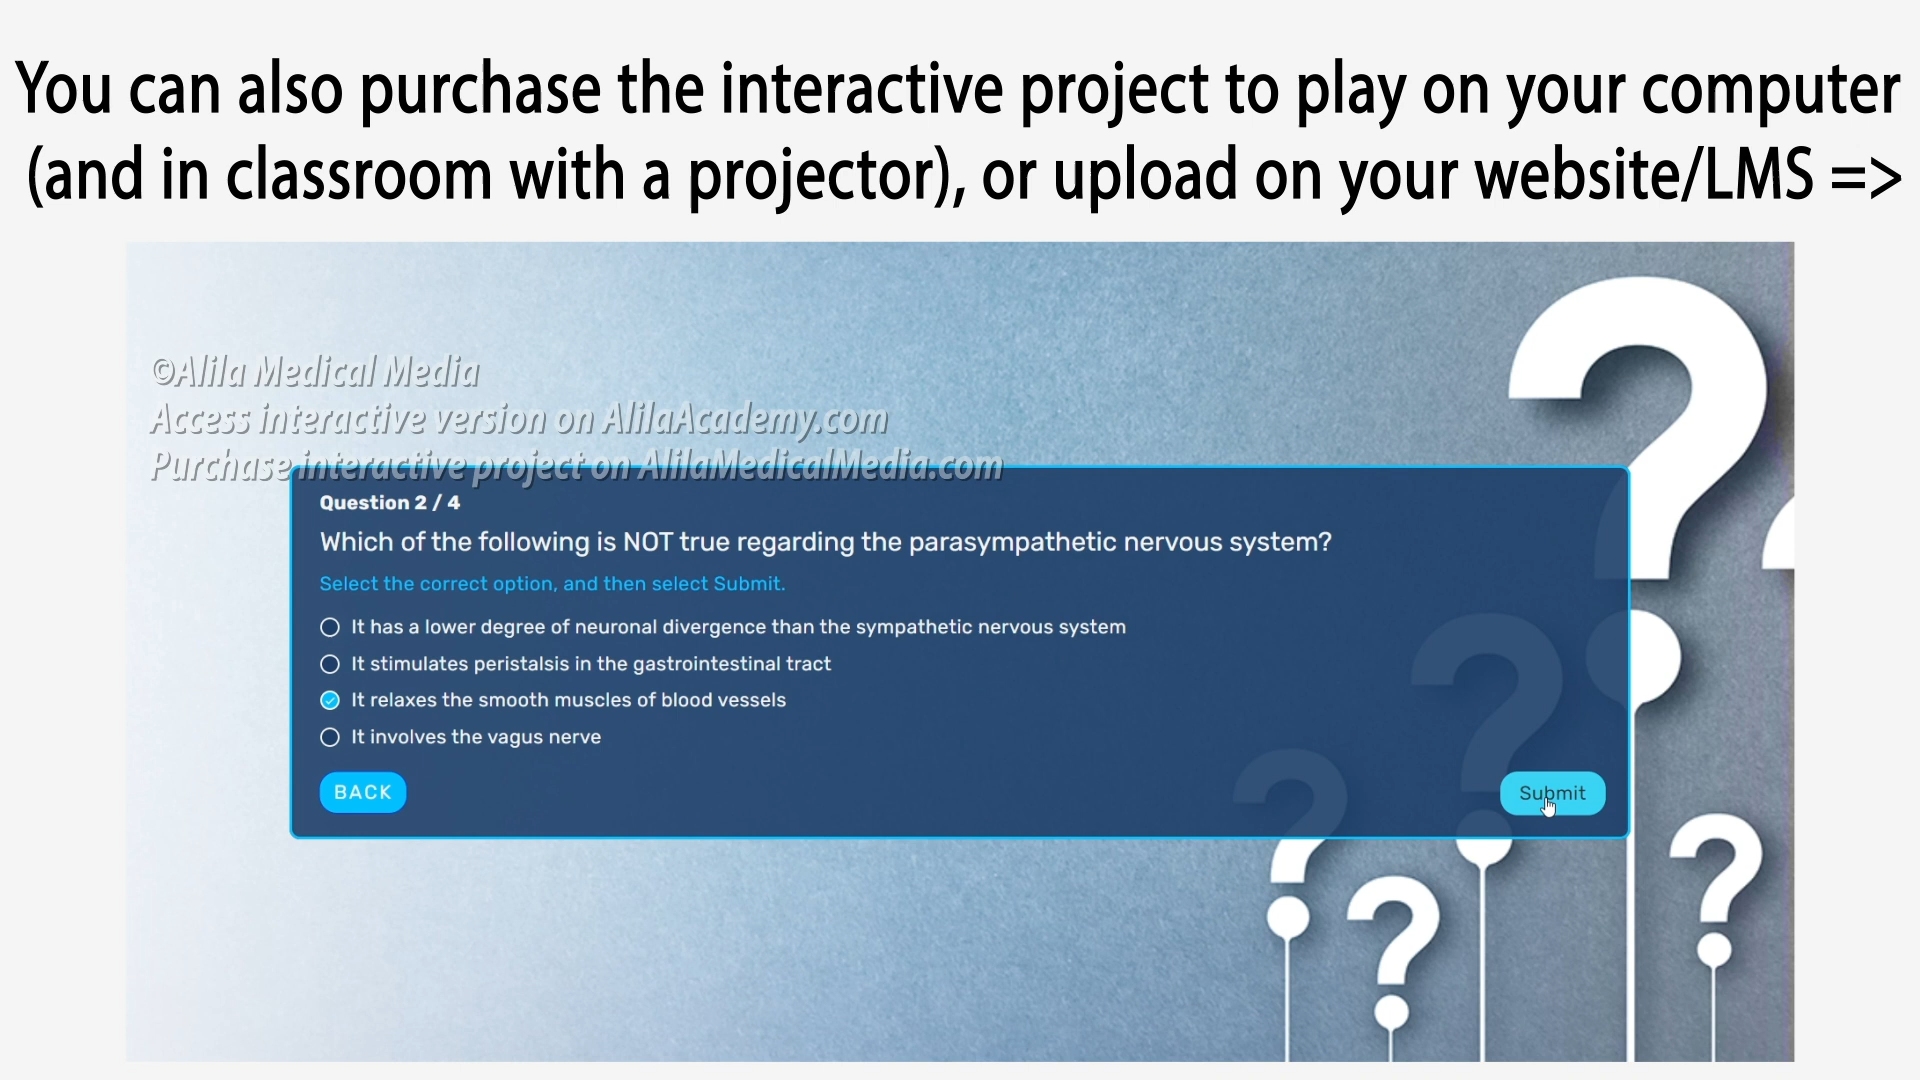 You can also purchase the interactive project to play on your computer
(and in classroom with a projector), or upload on your website/LMS =>
©Alila Medical Media
Access interactive version on AlilaAcademy.com
Purchase interactive project on AlilaMedicalMedia.com
Question 2 / 4
Which of the following is NOT true regarding the parasympathetic nervous system?
Select the correct option, and then select Submit.
It has a lower degree of neuronal divergence than the sympathetic nervous system
It stimulates peristalsis in the gastrointestinal tract
It relaxes the smooth muscles of blood vessels
It involves the vagus nerve
BACK
Submit